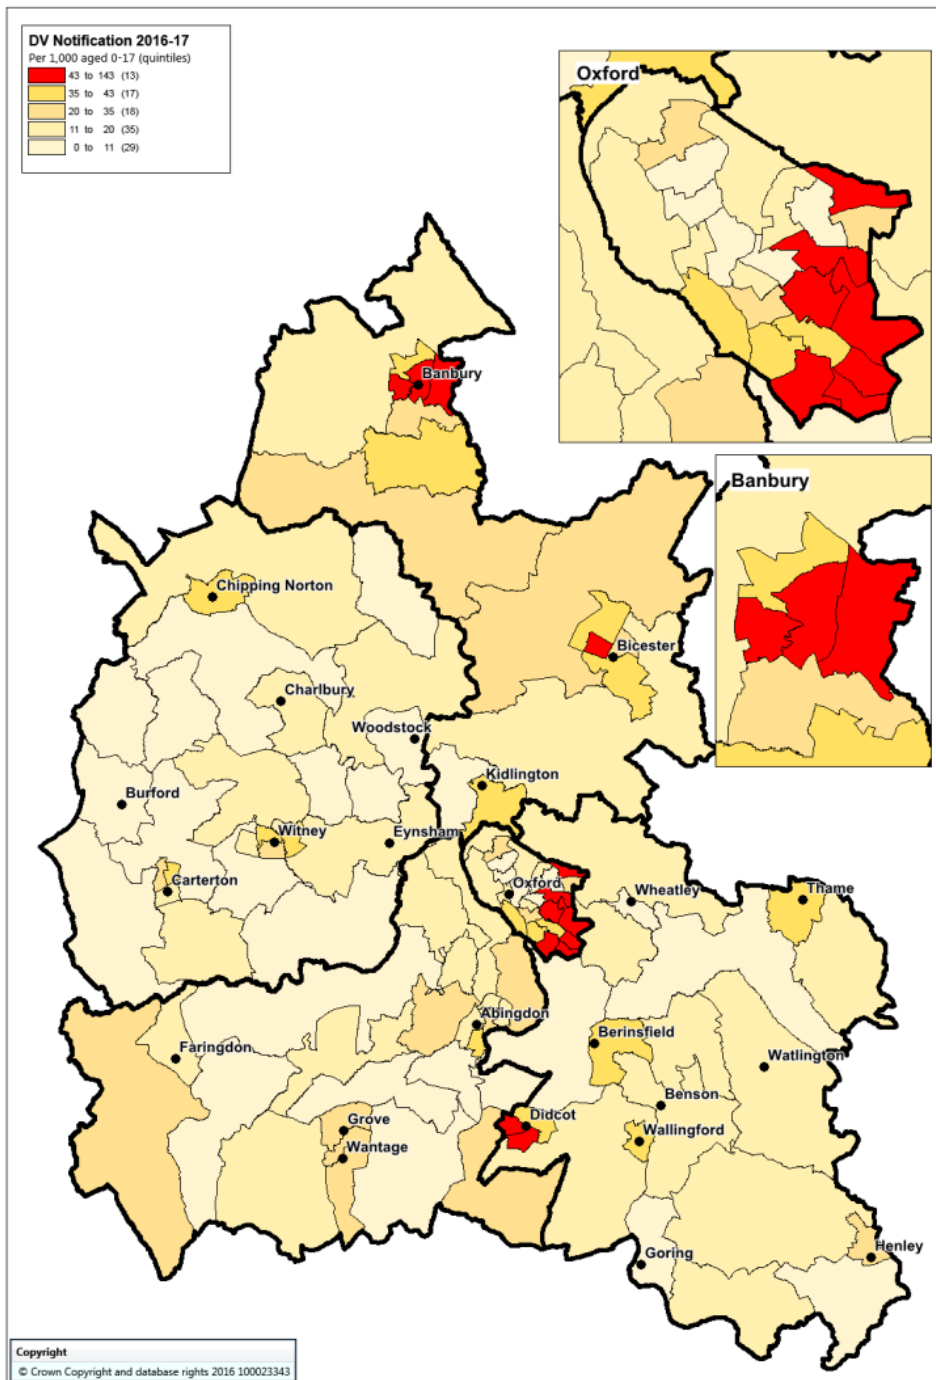 DV Notification 2016-17
Per 1,000 aged 0-17 (quintiles)
43 to 143 (13)
35 to 43 (17)
20 to 35 (18)
11 to 20 (35)
0 to 11 (29)
Oxford
Banbury
Banbury
Chipping Norton
Bicester
Charlbury
Woodstock
Kidlington
Burford
Witney
Eynsham
Carterton
Oxford
Wheatley
Thame
Abingdon
Berinsfield
Faringdon
Watlington
Benson
Didcot
Grove
Wallingford
Wantage
Henley
Goring
Copyright
© Crown Copyright and database rights 2016 100023343